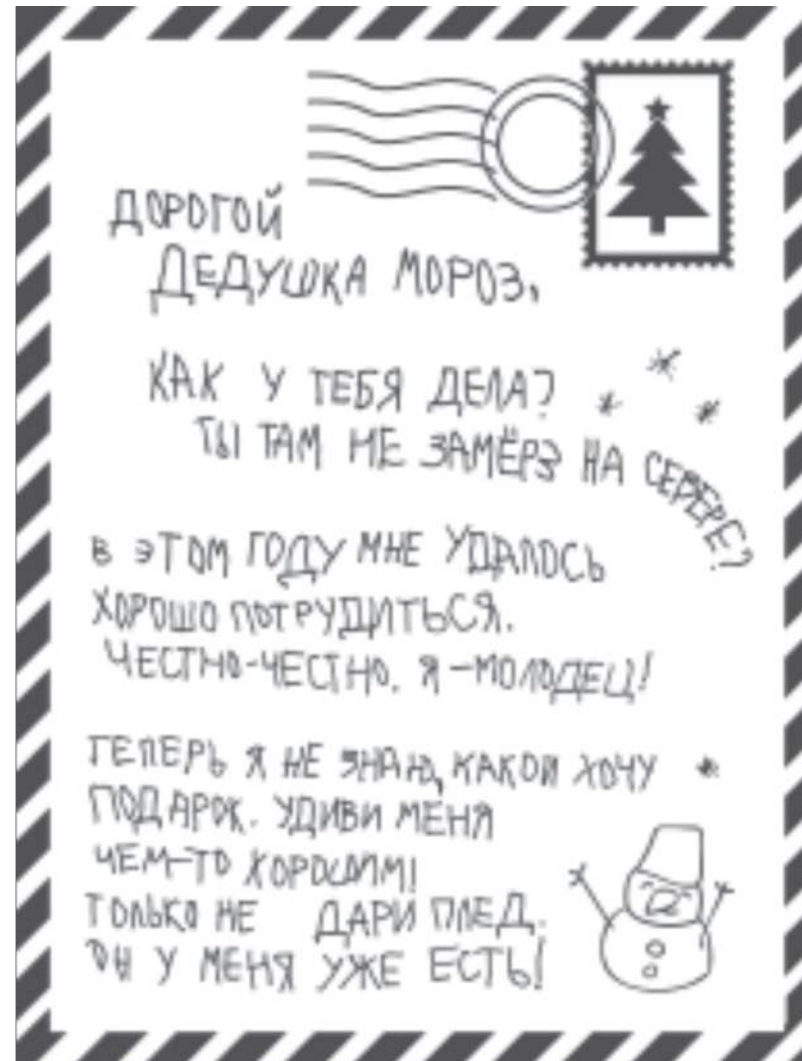 ДОРОГОЙ
ДЕДУШКА МОРОЗ,
КАК У ТЕБЯ ДЕЛА?
ТЫ ТАМ НЕ ЗАМЁРЗ НА СЕВЕРЕ?
В ЭТОМ ГОДУ МНЕ УДАЛОСЬ
ХОРОШО ПОТРУДИТЬСЯ.
ЧЕСТНО-ЧЕСТНО. Я – МОЛОДЕЦ!
ТЕПЕРЬ Я НЕ ЗНАЮ, КАКОЙ ХОЧУ
ПОДАРОК. УДИВИ МЕНЯ
ЧЕМ-ТО ХОРОШИМ!
ТОЛЬКО НЕ ДАРИ ПЛЕД.
ОН У МЕНЯ УЖЕ ЕСТЬ!